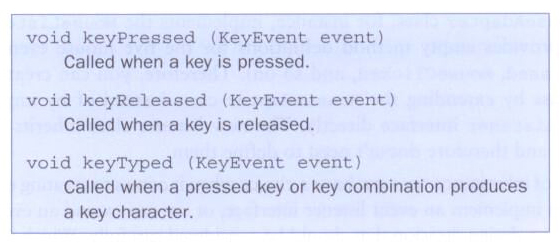 void keyPressed (KeyEvent event)
Called when a key is pressed.
void keyReleased (KeyEvent event)
Called when a key is released.
void keyTyped (KeyEvent event)
Called when a pressed key or key combination produces
a key character.